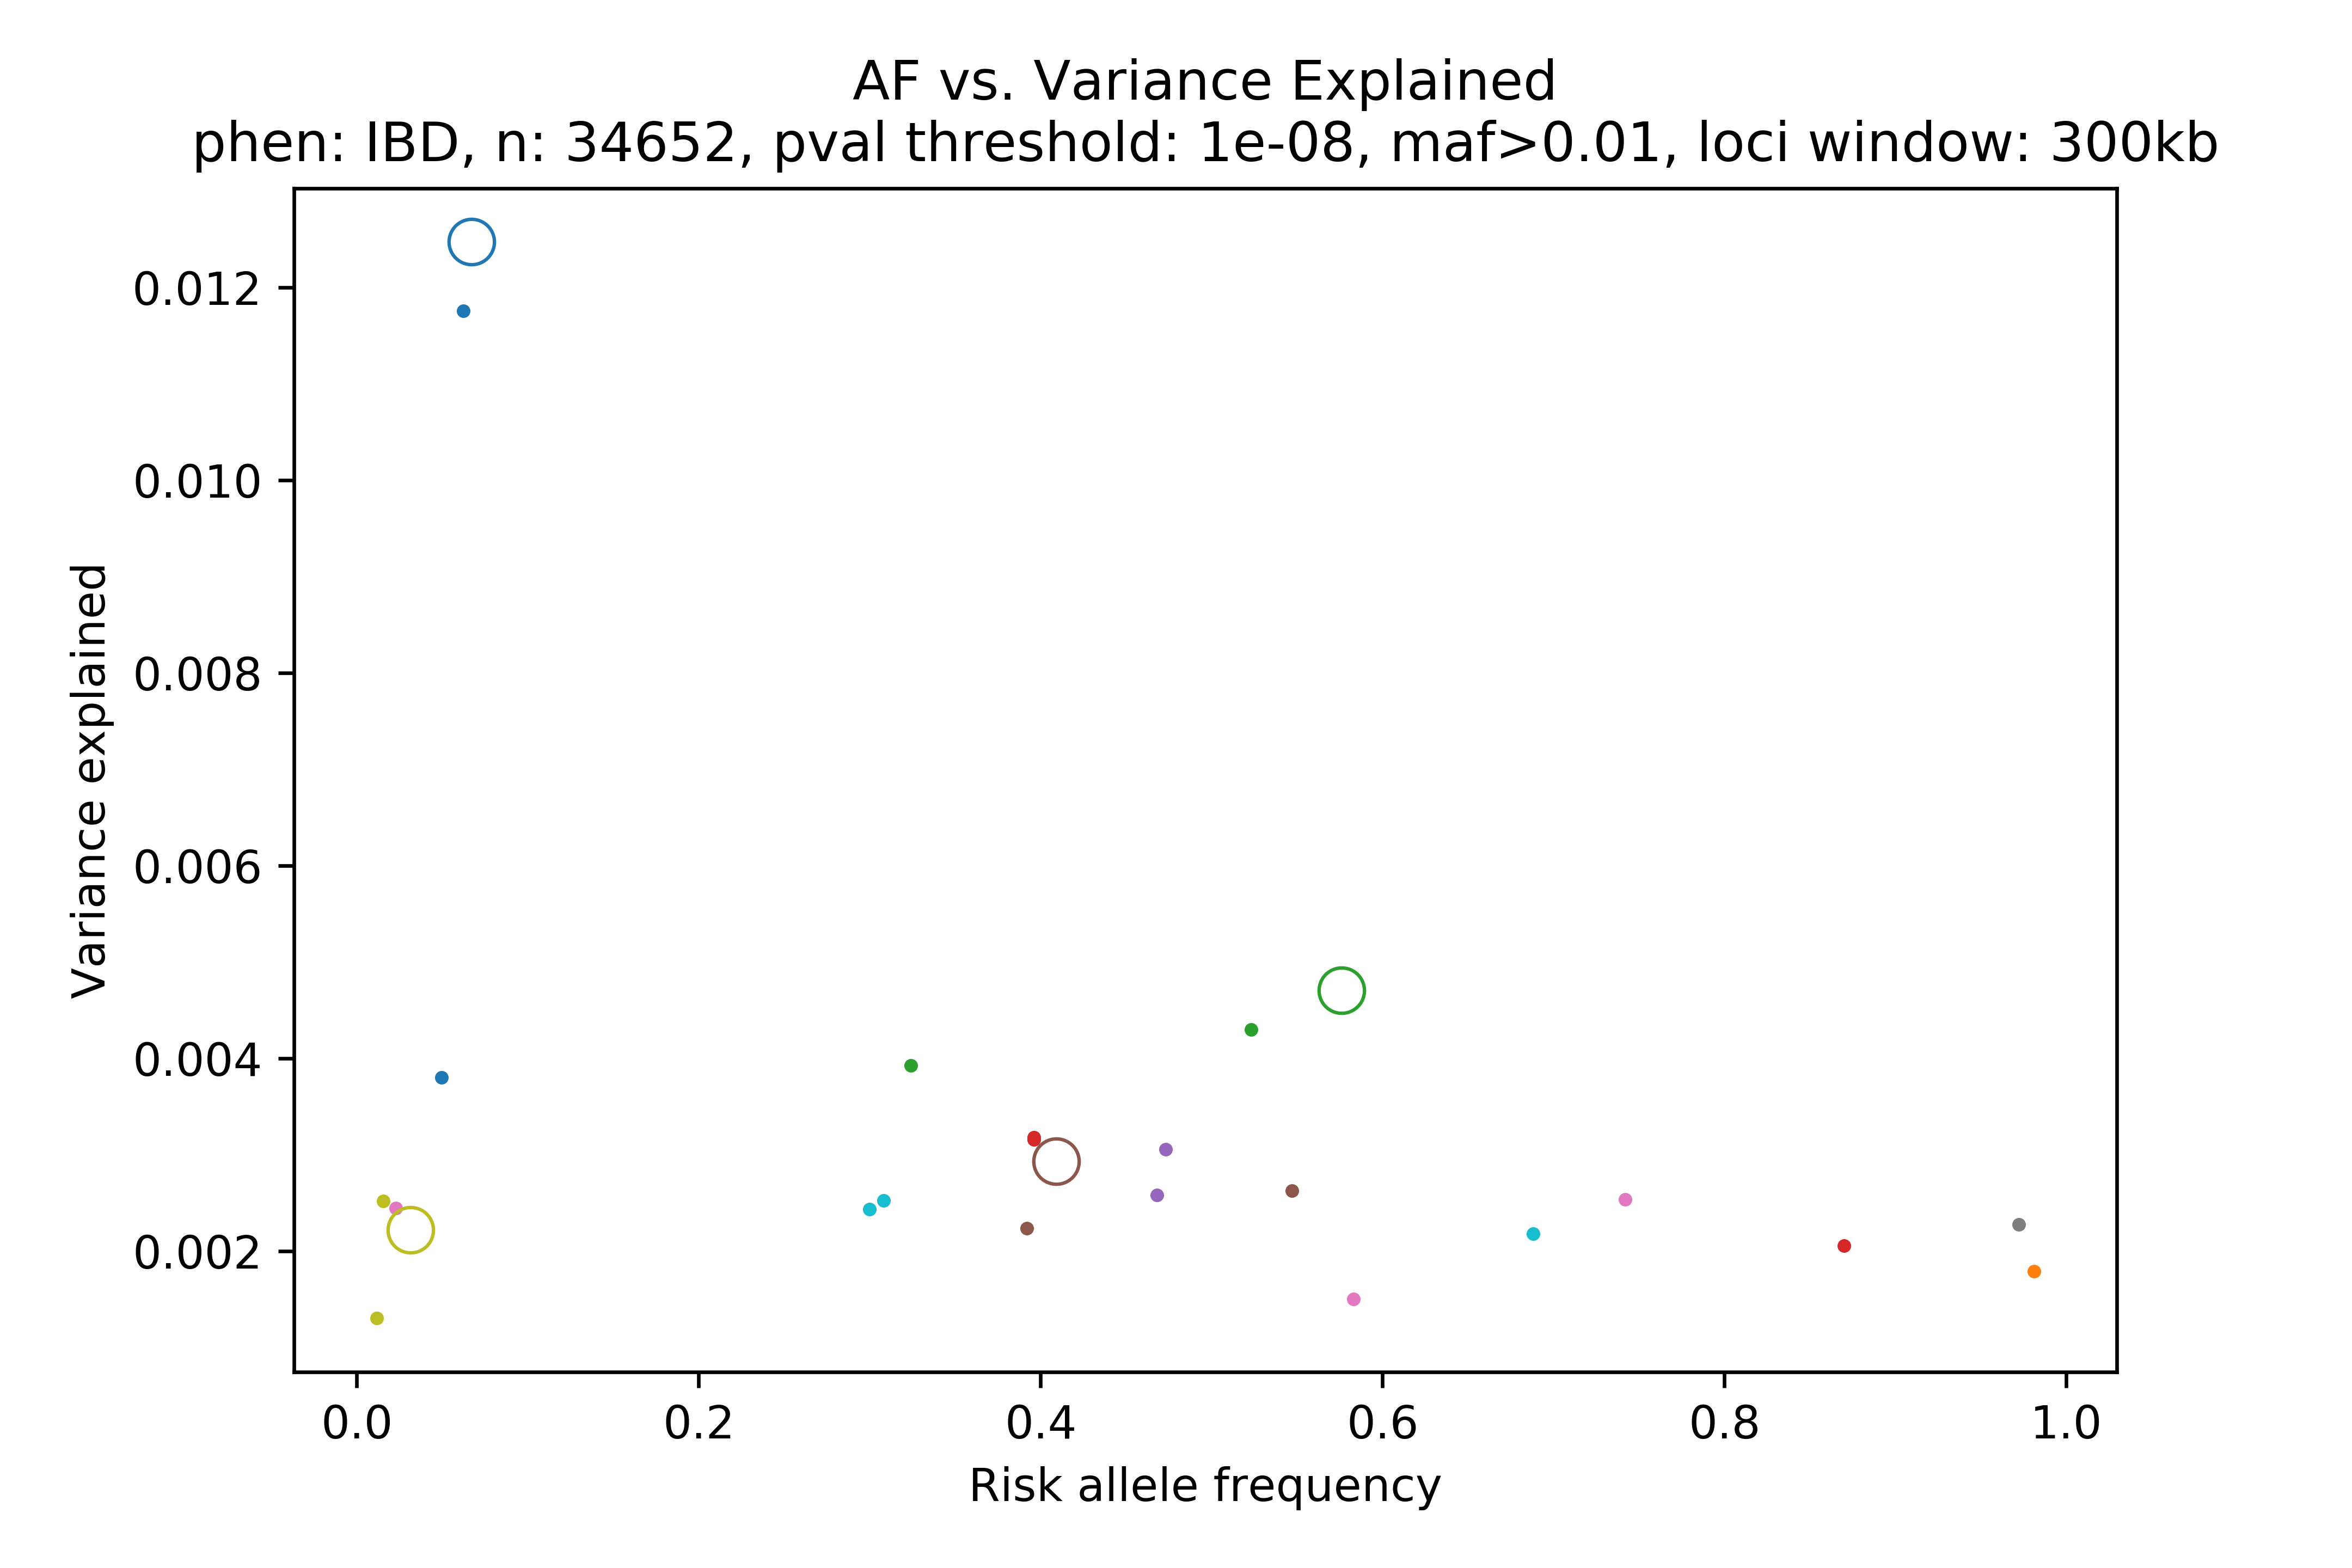 AF vs. Variance Explained
phen: IBD, n: 34652, pval threshold: 1e-08, maf>0.01, loci window: 300kb
0.012
0.010
0.008
0.006
0.004
0.002
Variance explained
0.0 0.2 0.4 0.6 0.8 1.0
Risk allele frequency